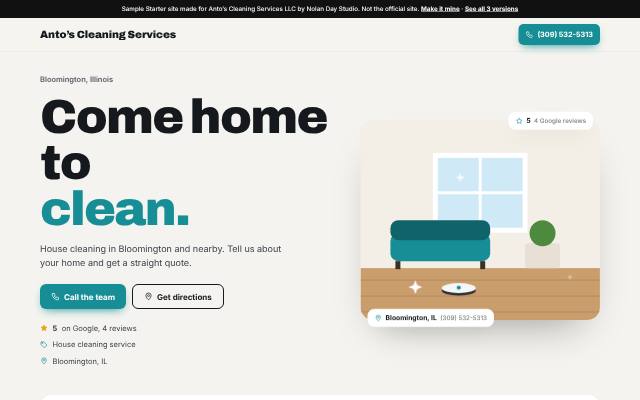 Sample Starter site made for Anto's Cleaning Services LLC by Nolan Day Studio. Not the official site. Make it mine · See all 3 versions
Anto's Cleaning Services
(309) 532-5313
Bloomington, Illinois
Come home
to
clean.
House cleaning in Bloomington and nearby. Tell us about
your home and get a straight quote.
Call the team
Get directions
5 on Google, 4 reviews
House cleaning service
Bloomington, IL
5 4 Google reviews
Bloomington, IL (309) 532-5313